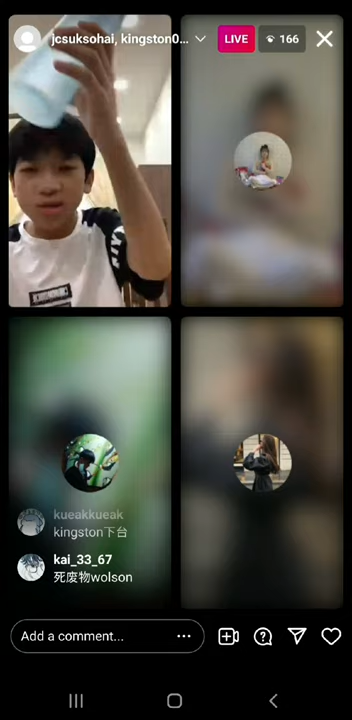 jcsuksohai, kingston0...
LIVE
166
kueakkueak
kingston下台
kai_33_67
死废物wolson
Add a comment...